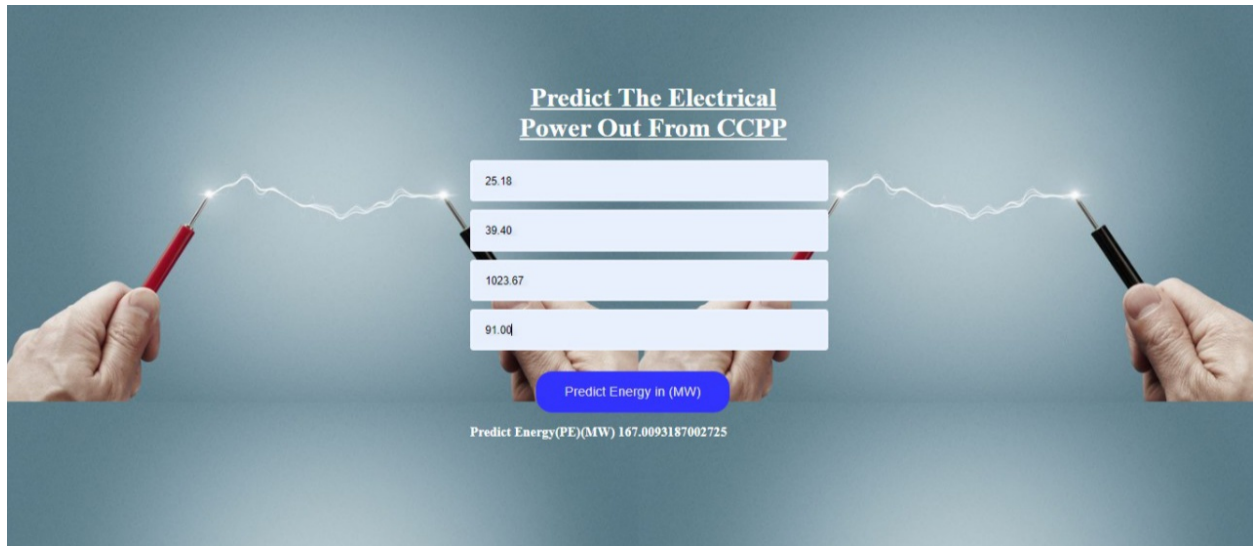 Predict The Electrical
Power Out From CCPP
25.18
39.40
1023.67
91.00
Predict Energy in (MW)
Predict Energy(PE)(MW) 167.0093187002725